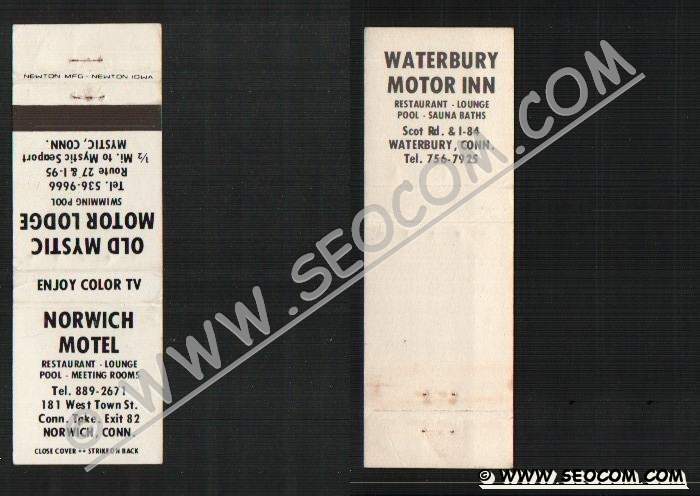 NEWTON MFG - NEWTON IOWA
OLD MYSTIC
MOTOR LODGE
SWIMMING POOL
Tel. 536-9666
Route 27 & I-95
½ Mi. to Mystic Seaport
MYSTIC, CONN.
ENJOY COLOR TV
NORWICH
MOTEL
RESTAURANT - LOUNGE
POOL - MEETING ROOMS
Tel. 889-2671
181 West Town St.
Conn. Tpke. Exit 82
NORWICH, CONN.
CLOSE COVER ++ STRIKE ON BACK
WATERBURY
MOTOR INN
RESTAURANT - LOUNGE
POOL - SAUNA BATHS
Scot Rd. & I-84
WATERBURY, CONN.
Tel. 756-7925
© WWW.SEOCOM.COM
© WWW.SEOCOM.COM